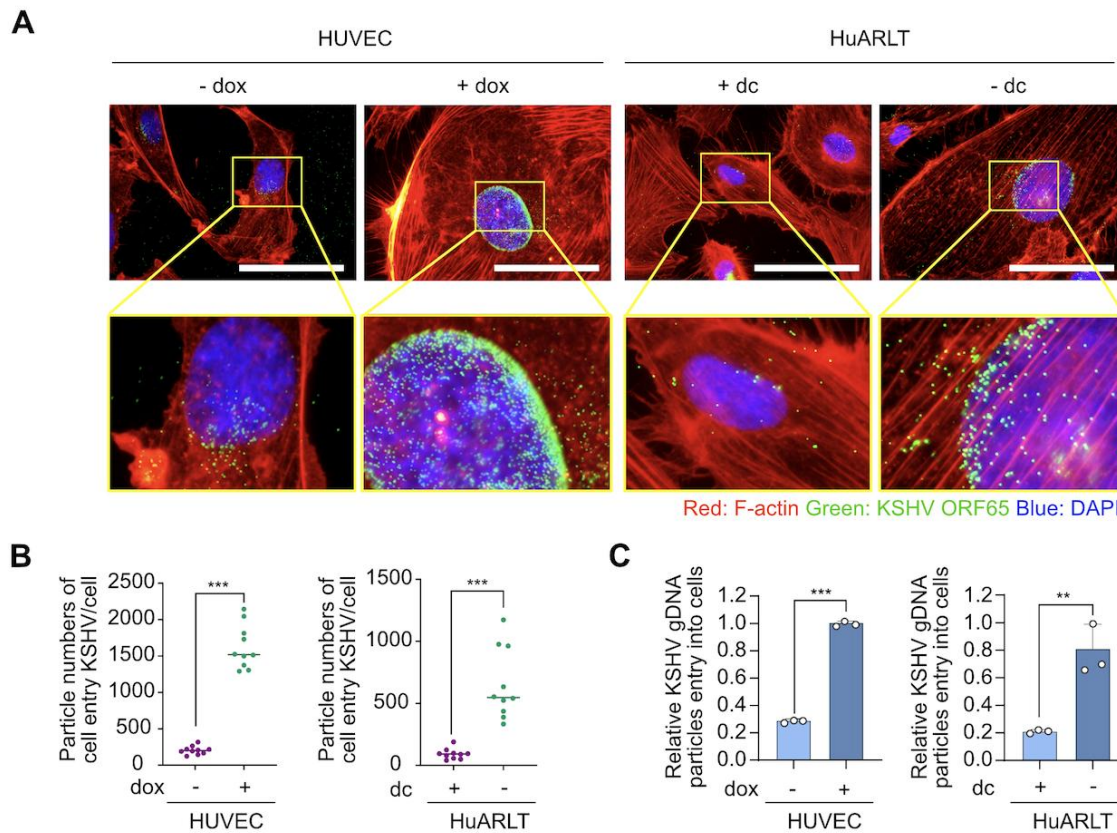 A
HUVEC
HuARLT
- dox
+ dox
+ dc
- dc
Red: F-actin Green: KSHV ORF65 Blue: DAPI
B
Particle numbers of
cell entry KSHV/cell
2500
2000
1500
1000
500
0
***
dox
-
+
HUVEC
Particle numbers of
cell entry KSHV/cell
1500
1000
500
0
***
dc
+
-
HuARLT
C
Relative KSHV gDNA
particles entry into cells
1.2
1.0
0.8
0.6
0.4
0.2
0.0
***
dox
-
+
HUVEC
Relative KSHV gDNA
particles entry into cells
1.2
1.0
0.8
0.6
0.4
0.2
0.0
**
dc
+
-
HuARLT